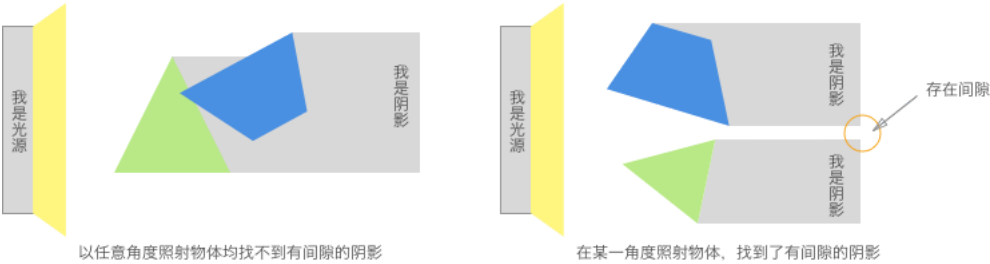 我是光源
我是阴影
以任意角度照射物体均找不到有间隙的阴影
我是光源
我是阴影
存在间隙
我是阴影
在某一角度照射物体，找到了有间隙的阴影